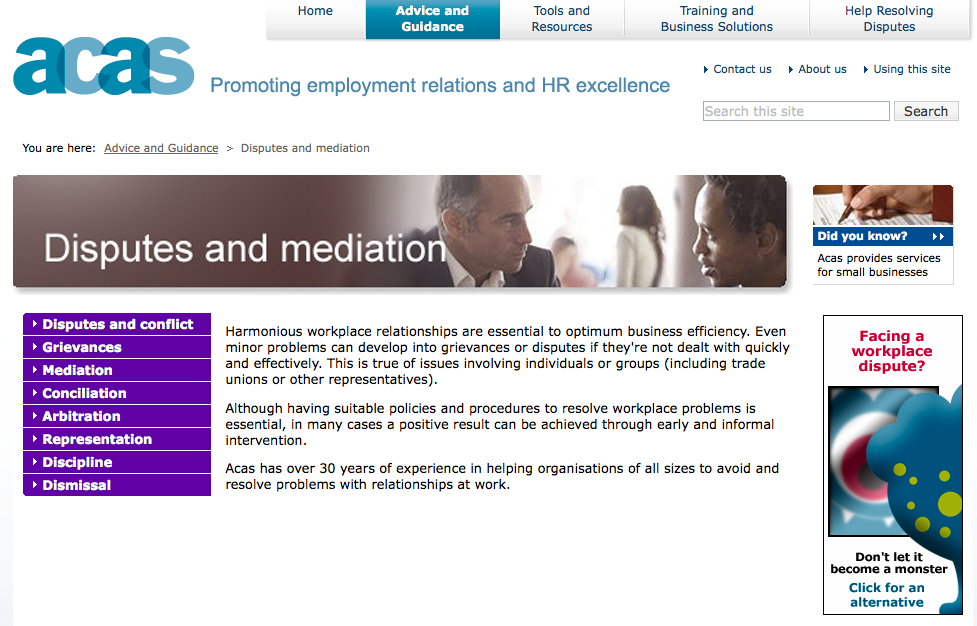 Home
Advice and
Guidance
Tools and
Resources
Training and
Business Solutions
Help Resolving
Disputes
acas
Promoting employment relations and HR excellence
Contact us
About us
Using this site
Search this site
Search
You are here: Advice and Guidance > Disputes and mediation
Disputes and mediation
Did you know?
Acas provides services
for small businesses
Disputes and conflict
Grievances
Mediation
Conciliation
Arbitration
Representation
Discipline
Dismissal
Harmonious workplace relationships are essential to optimum business efficiency. Even
minor problems can develop into grievances or disputes if they're not dealt with quickly
and effectively. This is true of issues involving individuals or groups (including trade
unions or other representatives).
Although having suitable policies and procedures to resolve workplace problems is
essential, in many cases a positive result can be achieved through early and informal
intervention.
Acas has over 30 years of experience in helping organisations of all sizes to avoid and
resolve problems with relationships at work.
Facing a
workplace
dispute?
Don't let it
become a monster
Click for an
alternative